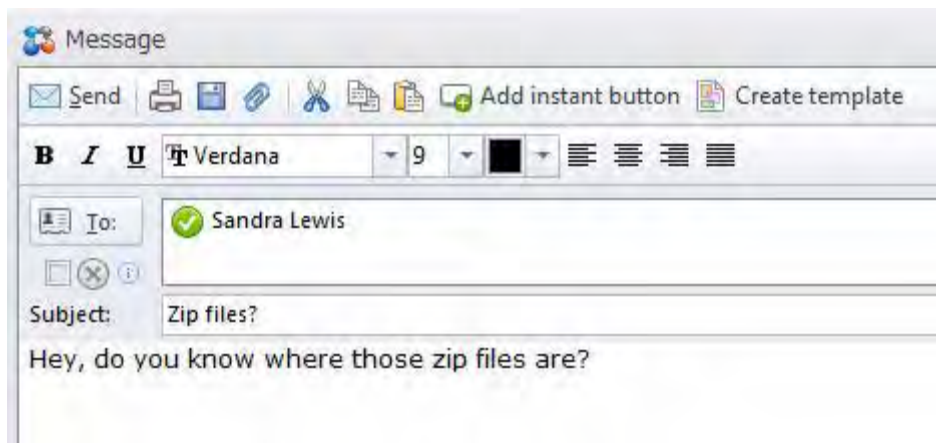 Message
Send Add instant button Create template
B I U T Verdana 9
To: Sandra Lewis
Subject: Zip files?
Hey, do you know where those zip files are?